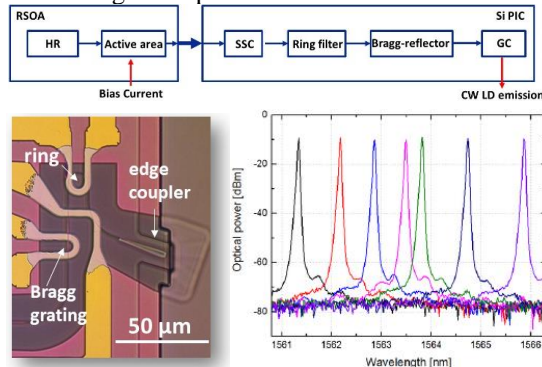 RSOA
Si PIC
HR
Active area
SSC
Ring filter
Bragg-reflector
GC
Bias Current
CW LD emission
ring
edge
coupler
Bragg
grating
50 µm
Optical power [dBm]
0
-20
-40
-60
-80
1561
1562
1563
1564
1565
1566
Wavelength [nm]